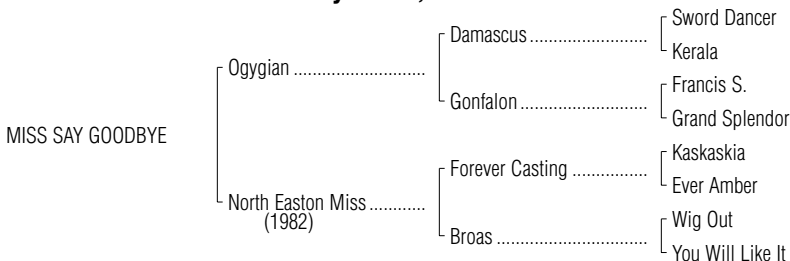 Sword Dancer
Damascus ..........................
Kerala
Ogygian .............................
Francis S.
Gonfalon ............................
Grand Splendor
MISS SAY GOODBYE
Kaskaskia
Forever Casting .................
Ever Amber
North Easton Miss ............
(1982)
Wig Out
Broas .................................
You Will Like It